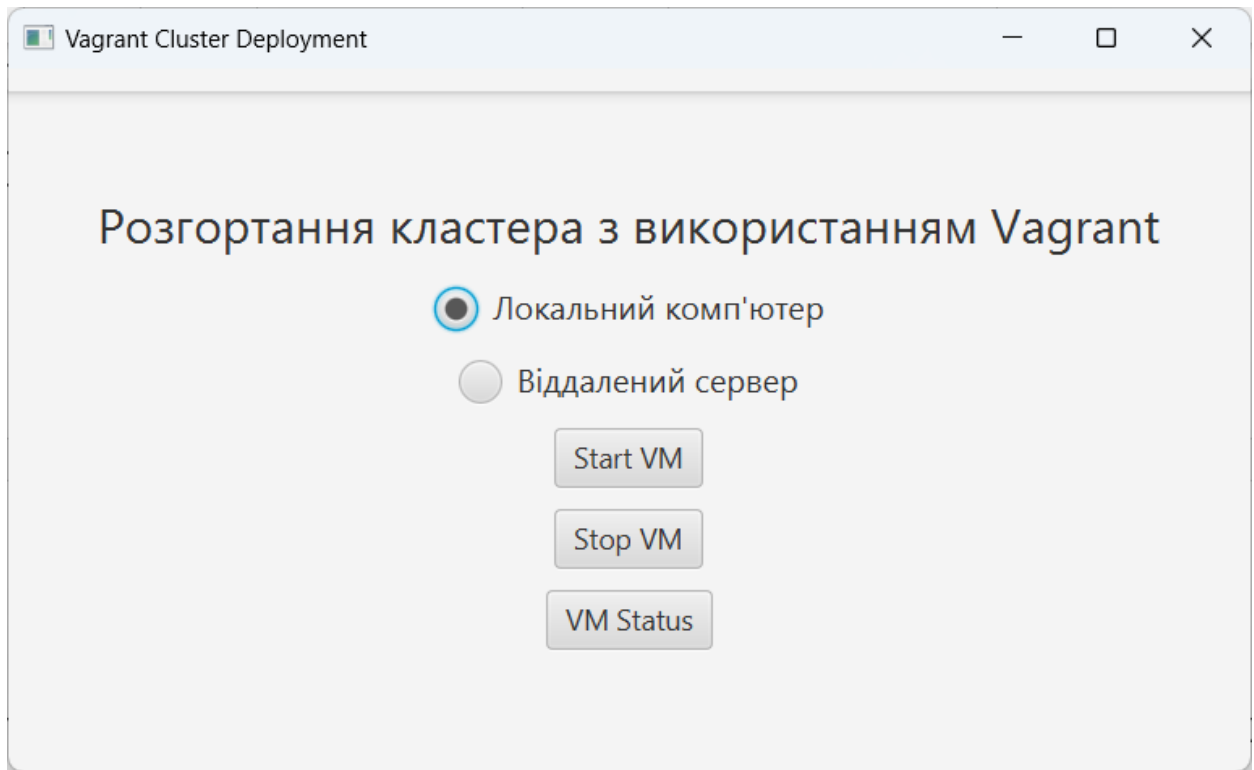 Vagrant Cluster Deployment
Розгортання кластера з використанням Vagrant
Локальний комп'ютер
Віддалений сервер
Start VM
Stop VM
VM Status